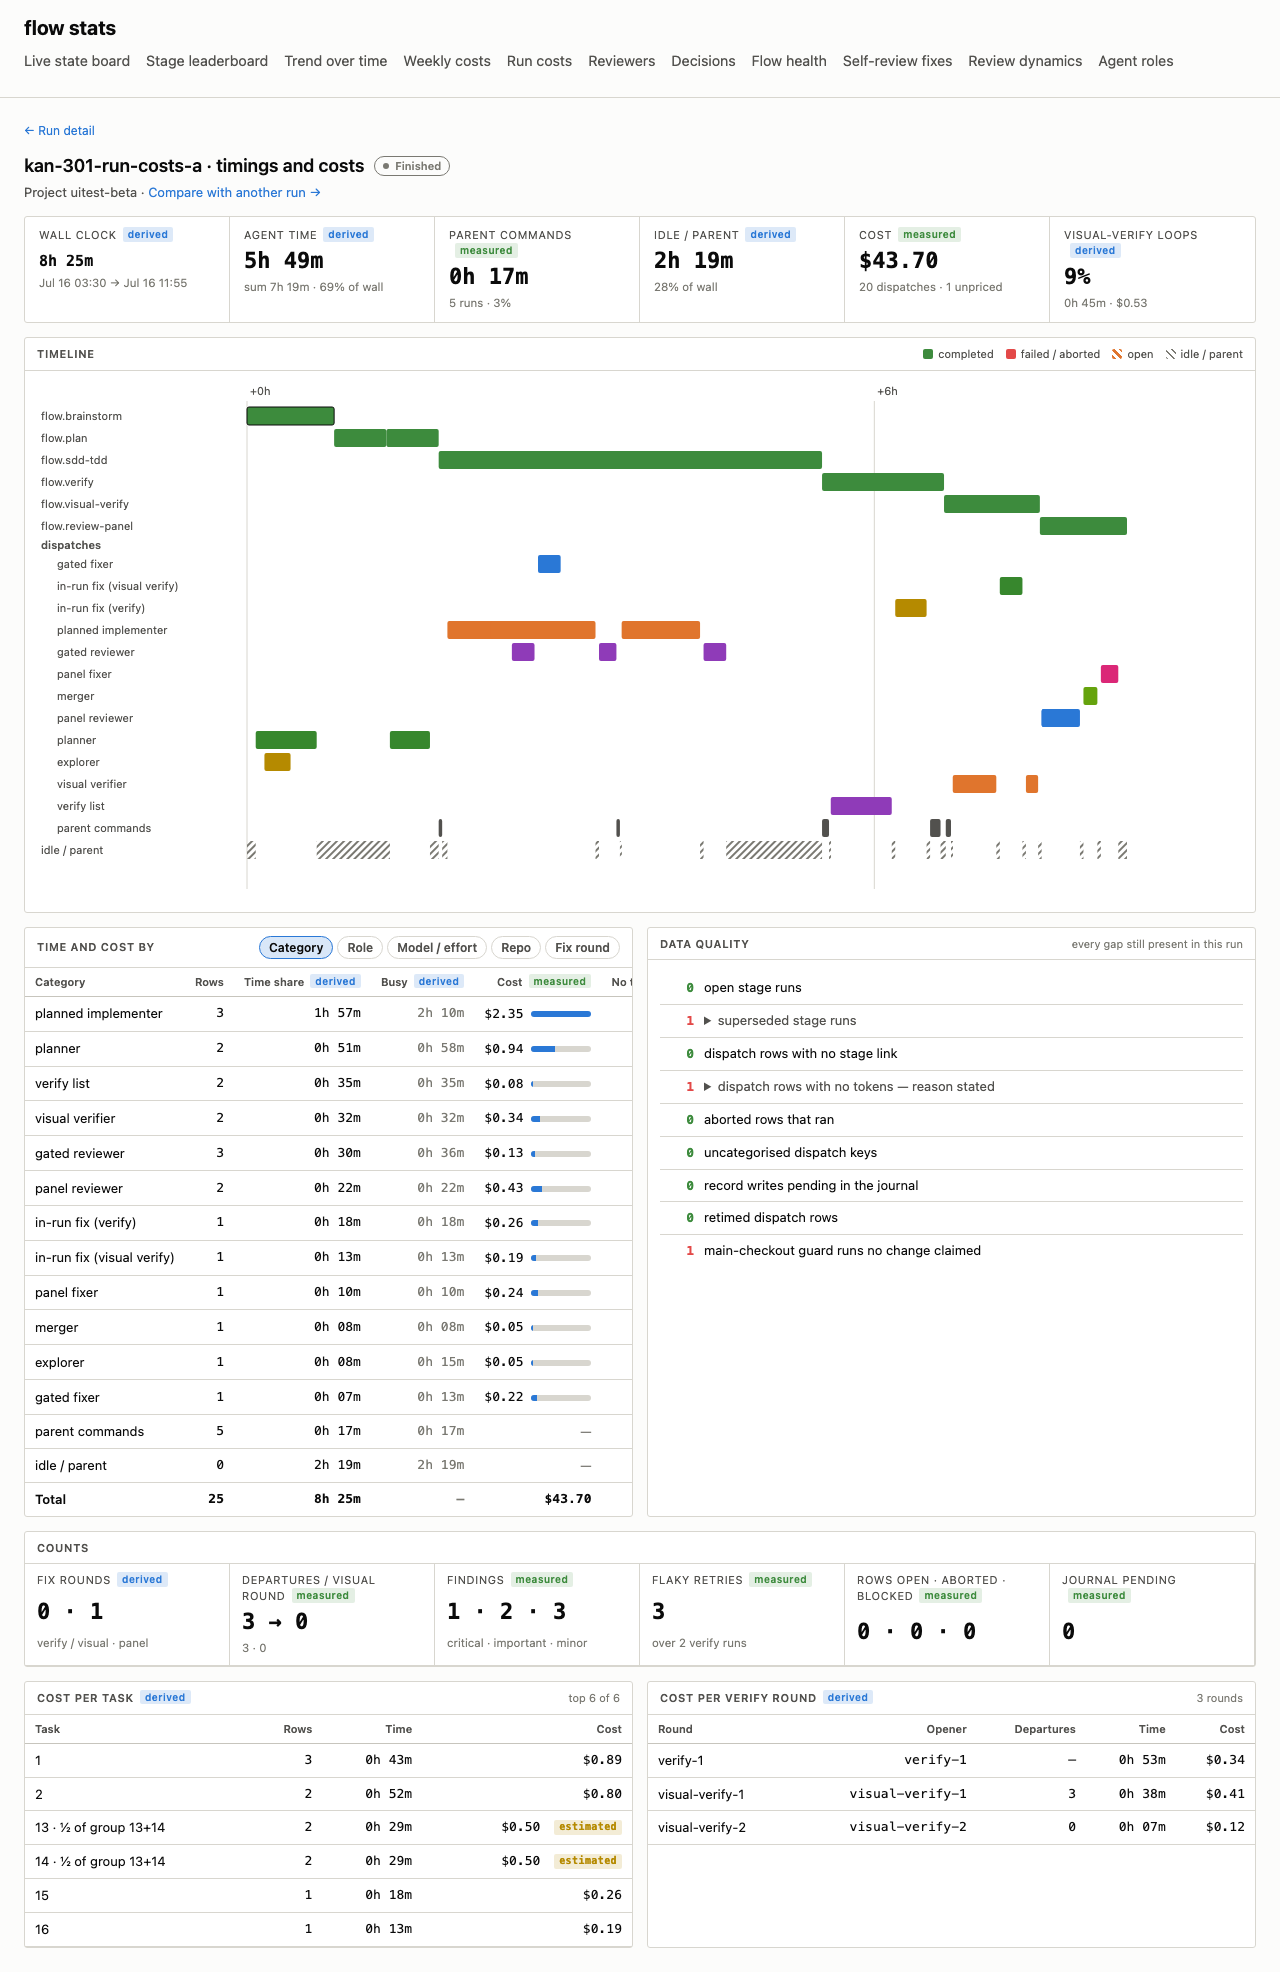 flow stats
Live state board Stage leaderboard Trend over time Weekly costs Run costs Reviewers Decisions Flow health Self-review fixes Review dynamics Agent roles
← Run detail
kan-301-run-costs-a · timings and costs Finished
Project uitest-beta · Compare with another run →
WALL CLOCK derived
8h 25m
Jul 16 03:30 → Jul 16 11:55
AGENT TIME derived
5h 49m
sum 7h 19m · 69% of wall
PARENT COMMANDS
measured
0h 17m
5 runs · 3%
IDLE / PARENT derived
2h 19m
28% of wall
COST measured
$43.70
20 dispatches · 1 unpriced
VISUAL-VERIFY LOOPS
derived
9%
0h 45m · $0.53
TIMELINE completed failed / aborted open idle / parent
+0h +6h
flow.brainstorm
flow.plan
flow.sdd-tdd
flow.verify
flow.visual-verify
flow.review-panel
dispatches
gated fixer
in-run fix (visual verify)
in-run fix (verify)
planned implementer
gated reviewer
panel fixer
merger
panel reviewer
planner
explorer
visual verifier
verify list
parent commands
idle / parent
TIME AND COST BY Category Role Model / effort Repo Fix round
Category Rows Time share derived Busy derived Cost measured
planned implementer 3 1h 57m 2h 10m $2.35
planner 2 0h 51m 0h 58m $0.94
verify list 2 0h 35m 0h 35m $0.08
visual verifier 2 0h 32m 0h 32m $0.34
gated reviewer 3 0h 30m 0h 36m $0.13
panel reviewer 2 0h 22m 0h 22m $0.43
in-run fix (verify) 1 0h 18m 0h 18m $0.26
in-run fix (visual verify) 1 0h 13m 0h 13m $0.19
panel fixer 1 0h 10m 0h 10m $0.24
merger 1 0h 08m 0h 08m $0.05
explorer 1 0h 08m 0h 15m $0.05
gated fixer 1 0h 07m 0h 13m $0.22
parent commands 5 0h 17m 0h 17m —
idle / parent 0 2h 19m 2h 19m —
Total 25 8h 25m — $43.70
DATA QUALITY every gap still present in this run
0 open stage runs
1 ▶ superseded stage runs
0 dispatch rows with no stage link
1 ▶ dispatch rows with no tokens — reason stated
0 aborted rows that ran
0 uncategorised dispatch keys
0 record writes pending in the journal
0 retimed dispatch rows
1 main-checkout guard runs no change claimed
COUNTS
FIX ROUNDS derived
0 · 1
verify / visual · panel
DEPARTURES / VISUAL
ROUND measured
3 → 0
3 · 0
FINDINGS measured
1 · 2 · 3
critical · important · minor
FLAKY RETRIES measured
3
over 2 verify runs
ROWS OPEN · ABORTED ·
BLOCKED measured
0 · 0 · 0
JOURNAL PENDING
measured
0
COST PER TASK derived top 6 of 6
Task Rows Time Cost
1 3 0h 43m $0.89
2 2 0h 52m $0.80
13 · ½ of group 13+14 2 0h 29m $0.50 estimated
14 · ½ of group 13+14 2 0h 29m $0.50 estimated
15 1 0h 18m $0.26
16 1 0h 13m $0.19
COST PER VERIFY ROUND derived 3 rounds
Round Opener Departures Time Cost
verify-1 verify-1 — 0h 53m $0.34
visual-verify-1 visual-verify-1 3 0h 38m $0.41
visual-verify-2 visual-verify-2 0 0h 07m $0.12